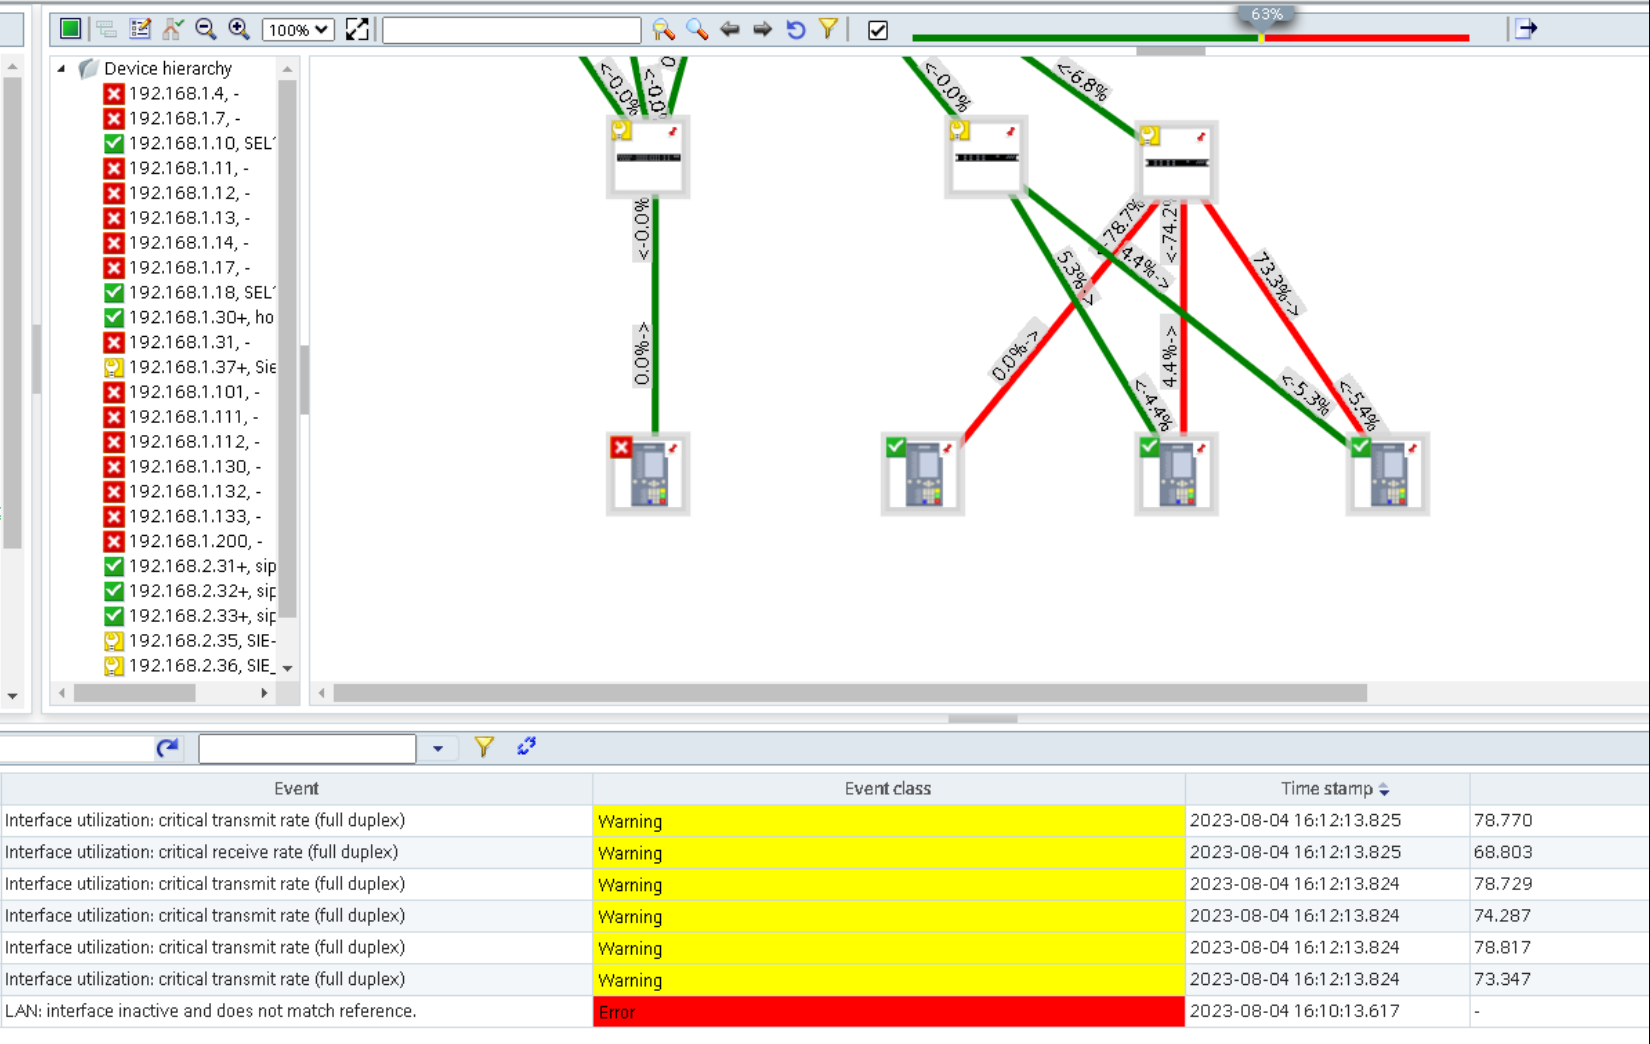 63%
100%
Device hierarchy
192.168.1.4, -
192.168.1.7, -
192.168.1.10, SEL
192.168.1.11, -
192.168.1.12, -
192.168.1.13, -
192.168.1.14, -
192.168.1.17, -
192.168.1.18, SEL
192.168.1.30+, ho
192.168.1.31, -
192.168.1.37+, Sie
192.168.1.101, -
192.168.1.111, -
192.168.1.112, -
192.168.1.130, -
192.168.1.132, -
192.168.1.133, -
192.168.1.200, -
192.168.2.31+, sip
192.168.2.32+, sip
192.168.2.33+, sip
192.168.2.35, SIE-
192.168.2.36, SIE_
<-0.0%
<-0.0
0
<-0.0%
<-6.8%
<-0.0%
0.0%->
-78.7%
<-74.2%
73.3%->
5.3%->
4.4%->
0.0%->
4.4%->
<-4.4%
<-5.3%
<-5.4%
Event Event class Time stamp
Interface utilization: critical transmit rate (full duplex) Warning 2023-08-04 16:12:13.825 78.770
Interface utilization: critical receive rate (full duplex) Warning 2023-08-04 16:12:13.825 68.803
Interface utilization: critical transmit rate (full duplex) Warning 2023-08-04 16:12:13.824 78.729
Interface utilization: critical transmit rate (full duplex) Warning 2023-08-04 16:12:13.824 74.287
Interface utilization: critical transmit rate (full duplex) Warning 2023-08-04 16:12:13.824 78.817
Interface utilization: critical transmit rate (full duplex) Warning 2023-08-04 16:12:13.824 73.347
LAN: interface inactive and does not match reference. Error 2023-08-04 16:10:13.617 -